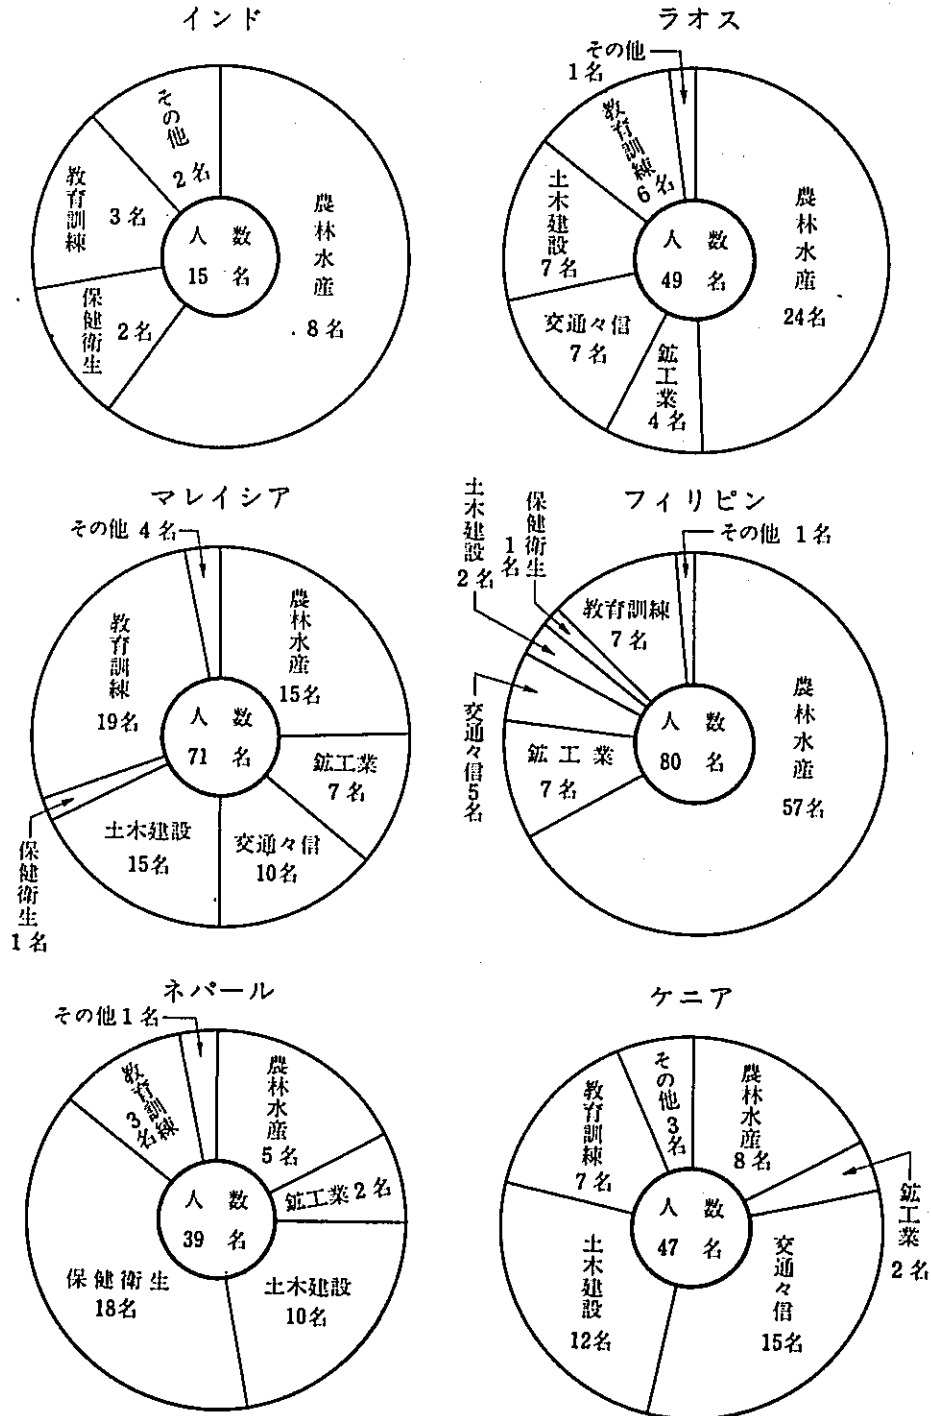 インド
その他
2名
教育訓練
3名
保健衛生
2名
農林水産
8名
人数
15名
ラオス
その他
1名
教育訓練
6名
土木建設
7名
交通々信
7名
鉱工業
4名
農林水産
24名
人数
49名
マレイシア
その他 4名
教育訓練
19名
農林水産
15名
鉱工業
7名
交通々信
10名
土木建設
15名
保健衛生
1名
人数
71名
フィリピン
土木建設
2名
保健衛生
1名
その他 1名
教育訓練
7名
交通々信5名
鉱工業
7名
農林水産
57名
人数
80名
ネパール
その他1名
教育訓練
3名
農林水産
5名
鉱工業2名
土木建設
10名
保健衛生
18名
人数
39名
ケニア
その他3名
教育訓練
7名
農林水産
8名
鉱工業
2名
交通々信
15名
土木建設
12名
人数
47名